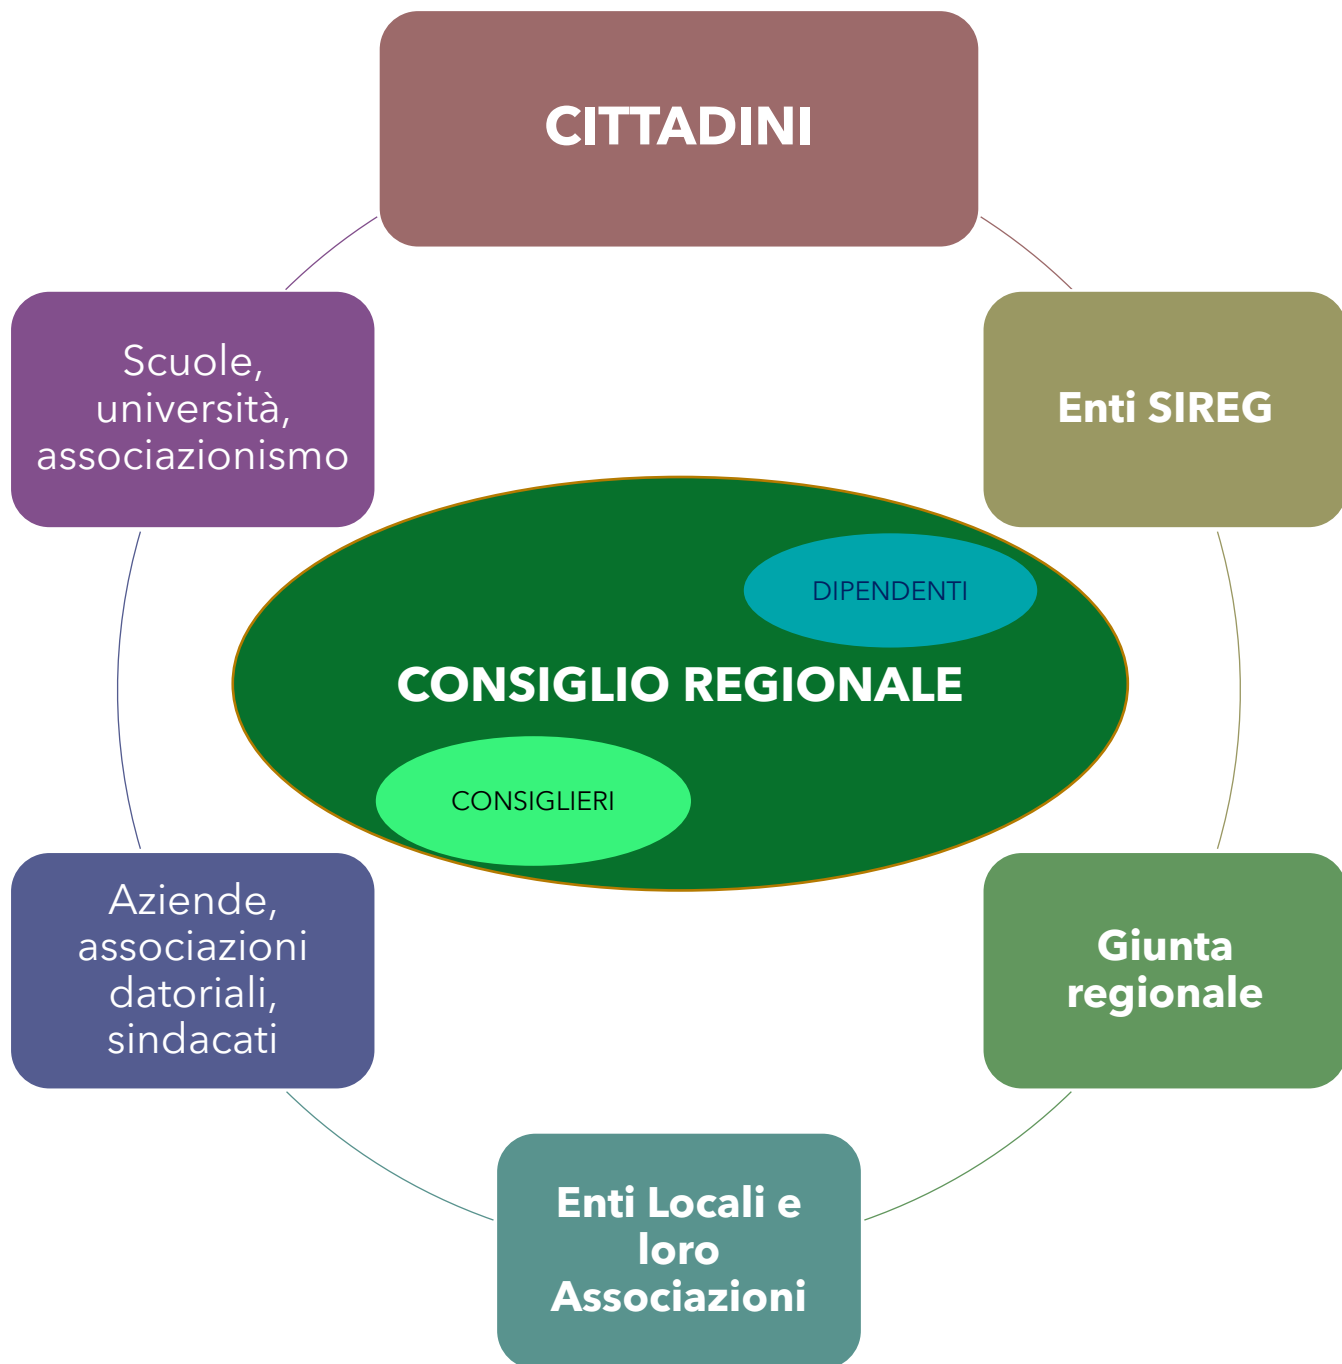 CITTADINI
Scuole,
università,
associazionismo
Enti SIREG
DIPENDENTI
CONSIGLIO REGIONALE
CONSIGLIERI
Aziende,
associazioni
datoriali,
sindacati
Giunta
regionale
Enti Locali e
loro
Associazioni